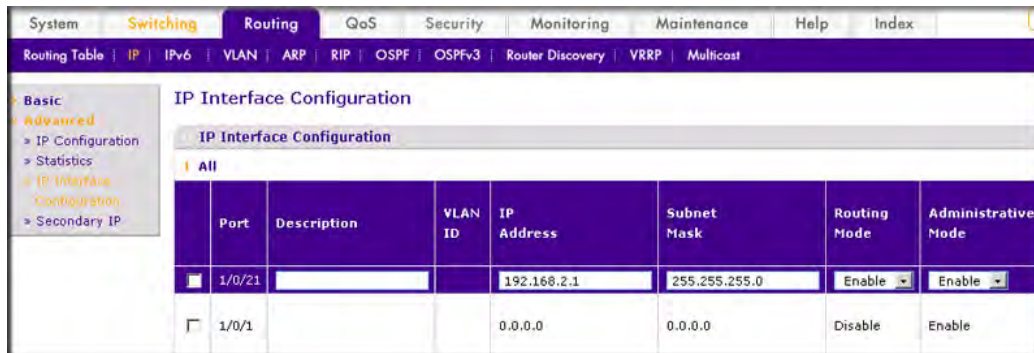 System Switching Routing QoS Security Monitoring Maintenance Help Index
Routing Table IP IPv6 VLAN ARP RIP OSPF OSPFv3 Router Discovery VRRP Multicast
Basic
Advanced
» IP Configuration
» Statistics
» IP Interface
Configuration
» Secondary IP
IP Interface Configuration
IP Interface Configuration
All
Port Description VLAN ID IP Address Subnet Mask Routing Mode Administrative Mode
1/0/21 192.168.2.1 255.255.255.0 Enable Enable
1/0/1 0.0.0.0 0.0.0.0 Disable Enable